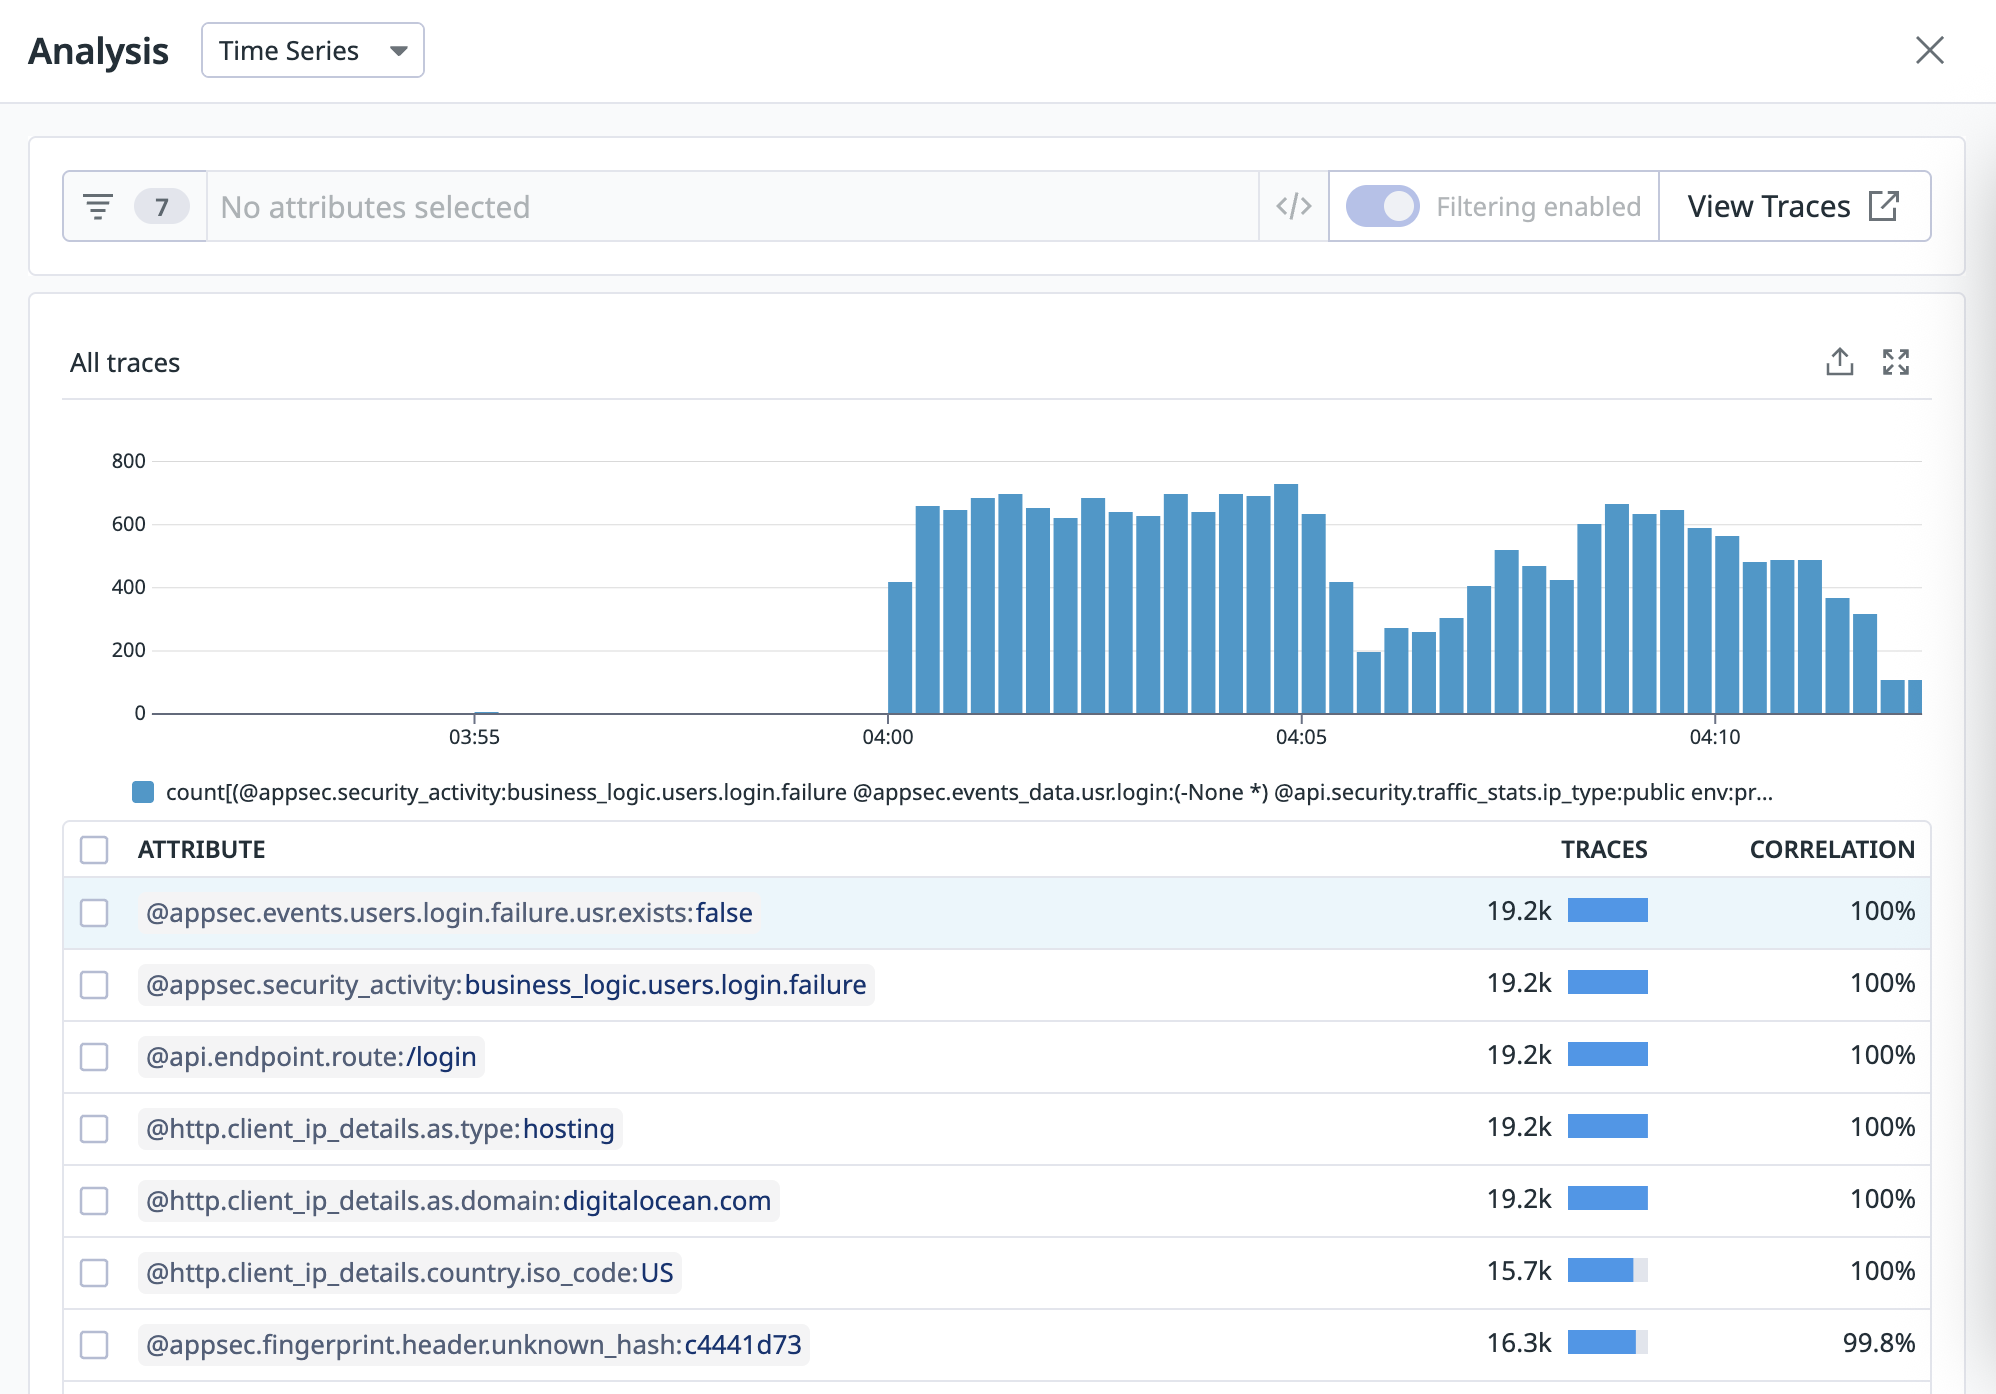 Analysis Time Series
7 No attributes selected </> Filtering enabled View Traces
All traces
800
600
400
200
0
03:55 04:00 04:05 04:10
count[(@appsec.security_activity:business_logic.users.login.failure @appsec.events_data.usr.login:(-None *) @api.security.traffic_stats.ip_type:public env:pr...
ATTRIBUTE TRACES CORRELATION
@appsec.events.users.login.failure.usr.exists:false 19.2k 100%
@appsec.security_activity:business_logic.users.login.failure 19.2k 100%
@api.endpoint.route:/login 19.2k 100%
@http.client_ip_details.as.type:hosting 19.2k 100%
@http.client_ip_details.as.domain:digitalocean.com 19.2k 100%
@http.client_ip_details.country.iso_code:US 15.7k 100%
@appsec.fingerprint.header.unknown_hash:c4441d73 16.3k 99.8%